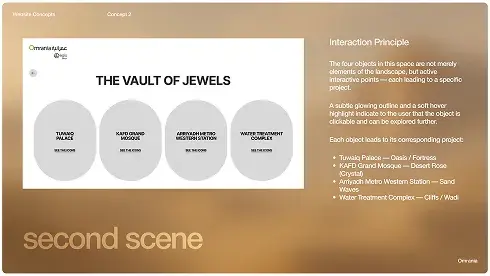 Intensite Concepts
Concept 2
Omrania عمرانية
THE VAULT OF JEWELS
TUWAIQ
PALACE
SEE THE ICONS
KAFD GRAND
MOSQUE
SEE THE ICONS
ARRIYADH METRO
WESTERN STATION
SEE THE ICONS
WATER TREATMENT
COMPLEX
SEE THE ICONS
Interaction Principle
The four objects in this space are not merely
elements of the landscape, but active
interactive points — each leading to a specific
project.
A subtle glowing outline and a soft hover
highlight indicate to the user that the object is
clickable and can be explored further.
Each object leads to its corresponding project:
• Tuwaiq Palace — Oasis / Fortress
• KAFD Grand Mosque — Desert Rose
(Crystal)
• Arriyadh Metro Western Station — Sand
Waves
• Water Treatment Complex — Cliffs / Wadi
second scene
Omrania